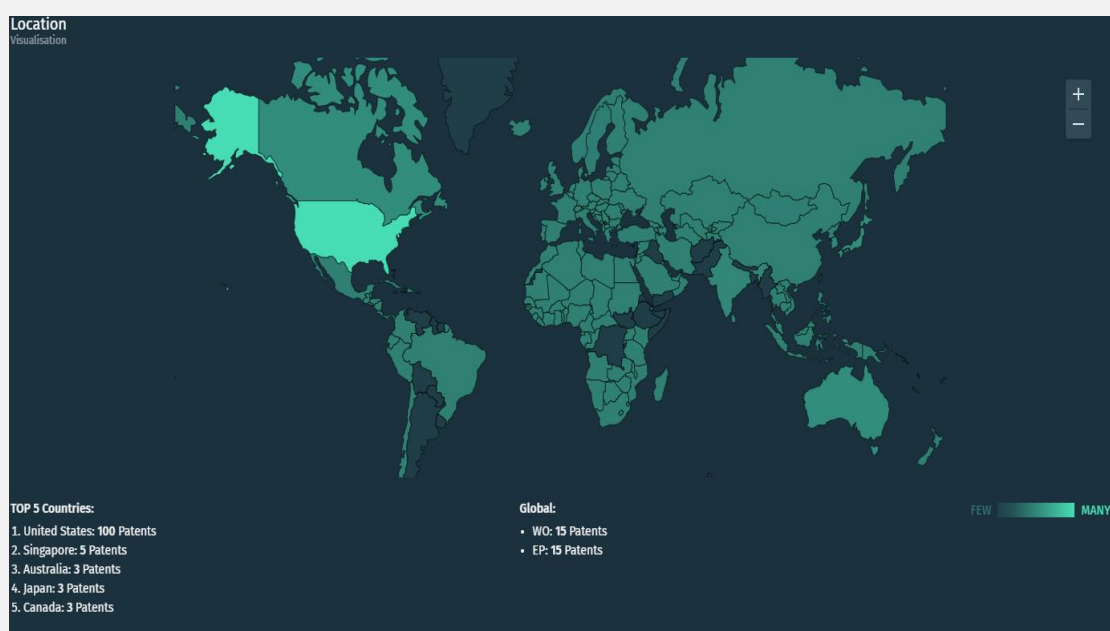 Location
Visualisation
+
−
TOP 5 Countries:
1. United States: 100 Patents
2. Singapore: 5 Patents
3. Australia: 3 Patents
4. Japan: 3 Patents
5. Canada: 3 Patents
Global:
• WO: 15 Patents
• EP: 15 Patents
FEW MANY